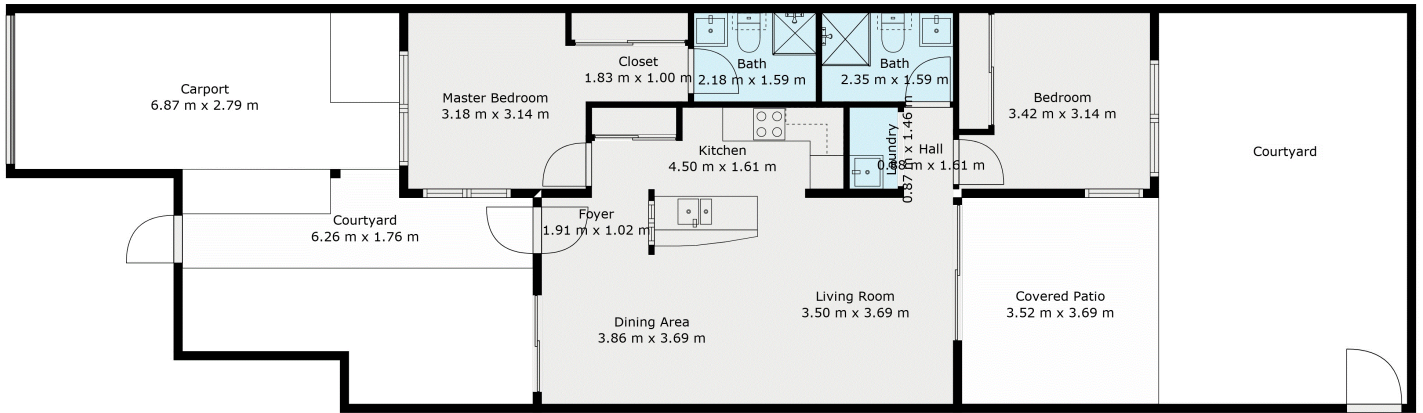 Carport
6.87 m x 2.79 m
Master Bedroom
3.18 m x 3.14 m
Closet
1.83 m x 1.00 m
Bath
2.18 m x 1.59 m
Bath
2.35 m x 1.59 m
Bedroom
3.42 m x 3.14 m
Courtyard
Kitchen
4.50 m x 1.61 m
Laundry
0.87 m x 1.46 m
Hall
0.88 m x 1.61 m
Courtyard
6.26 m x 1.76 m
Foyer
1.91 m x 1.02 m
Dining Area
3.86 m x 3.69 m
Living Room
3.50 m x 3.69 m
Covered Patio
3.52 m x 3.69 m